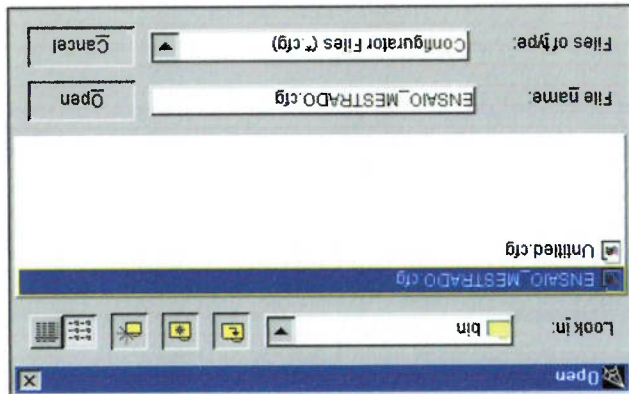 Open
Look in: bin
ENSAIO_MESTRADO.cfg
Untitled.cfg
File name: ENSAIO_MESTRADO.cfg Open
Files of type: Configurator Files (*.cfg) Cancel